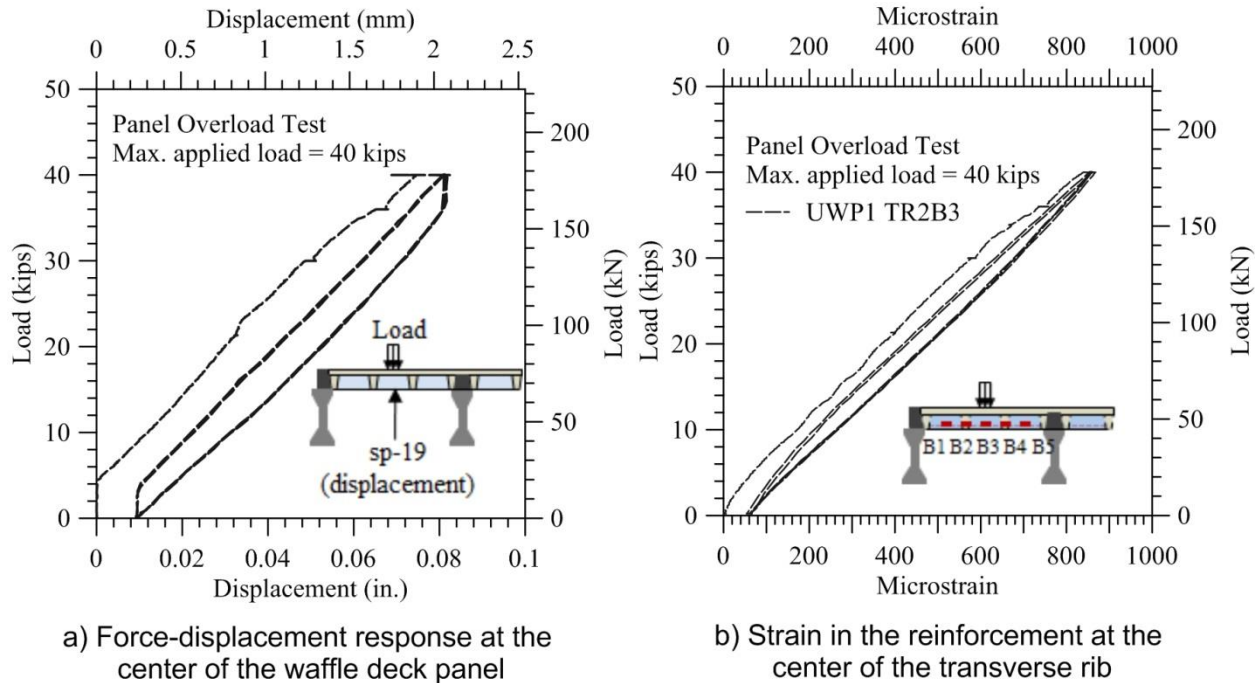 Displacement (mm)
0 0.5 1 1.5 2 2.5
50
40
30
20
10
0
Load (kips)
200
150
100
50
0
Load (kN)
Panel Overload Test
Max. applied load = 40 kips
Load
sp-19
(displacement)
0 0.02 0.04 0.06 0.08 0.1
Displacement (in.)
a) Force-displacement response at the
center of the waffle deck panel
Microstrain
0 200 400 600 800 1000
50
40
30
20
10
0
Load (kips)
200
150
100
50
0
Load (kN)
Panel Overload Test
Max. applied load = 40 kips
UWP1 TR2B3
B1 B2 B3 B4 B5
0 200 400 600 800 1000
Microstrain
b) Strain in the reinforcement at the
center of the transverse rib